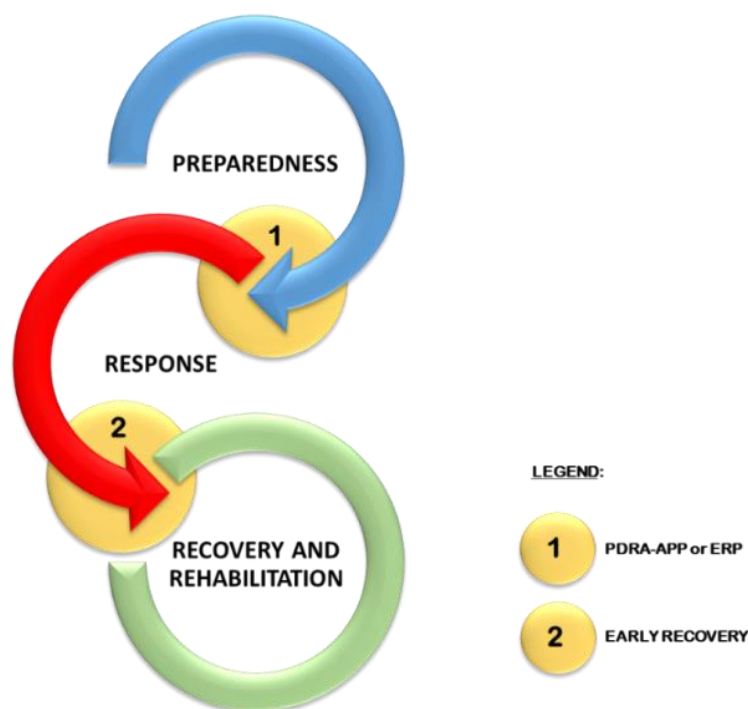 PREPAREDNESS
1
RESPONSE
2
RECOVERY AND
REHABILITATION
LEGEND:
1 PDRA-APP or ERP
2 EARLY RECOVERY